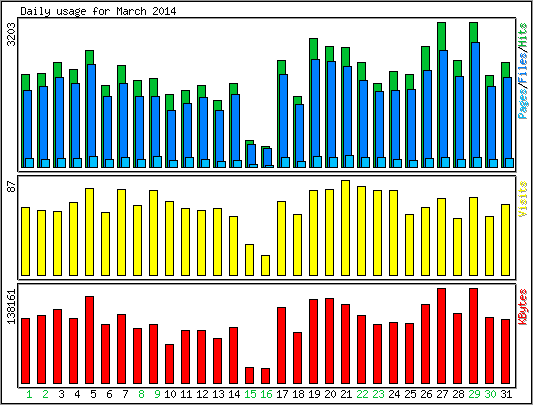 Daily usage for March 2014
3203
Pages/Files/Hits
87
Visits
138161
KBytes
1 2 3 4 5 6 7 8 9 10 11 12 13 14 15 16 17 18 19 20 21 22 23 24 25 26 27 28 29 30 31